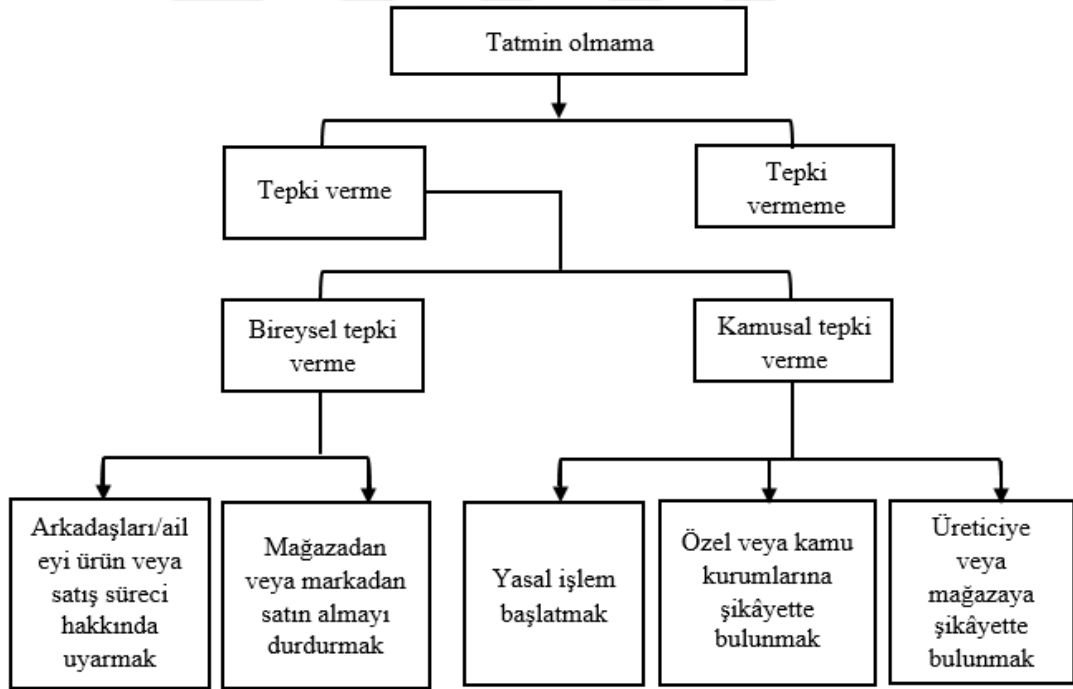 Tatmin olmama
Tepki verme
Tepki
vermeme
Bireysel tepki
verme
Kamusal tepki
verme
Arkadaşları/ail
eyi ürün veya
satış süreci
hakkında
uyarmak
Mağazadan
veya markadan
satın almayı
durdurmak
Yasal işlem
başlatmak
Özel veya kamu
kurumlarına
şikâyette
bulunmak
Üreticiye
veya
mağazaya
şikâyette
bulunmak